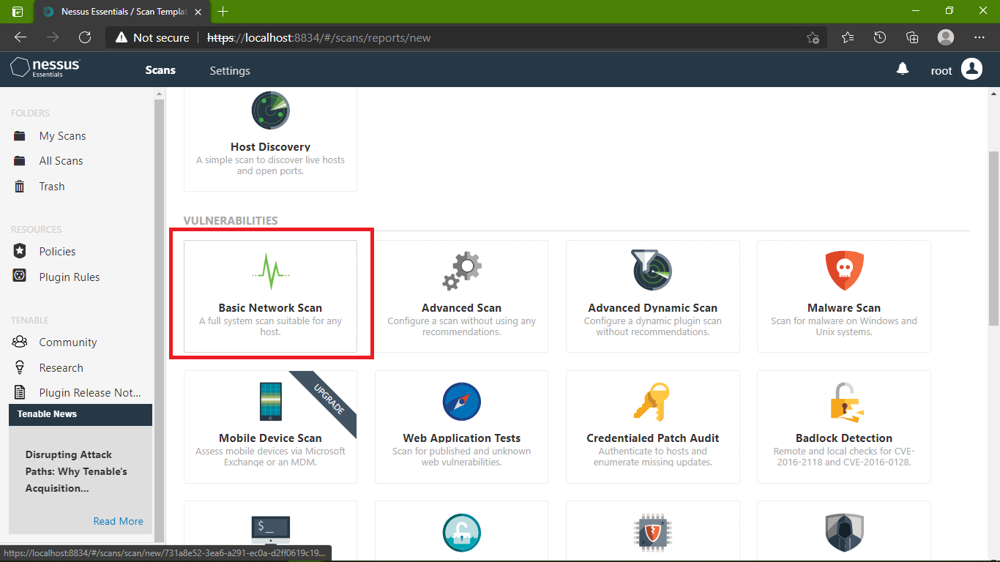 Nessus Essentials / Scan Templat
Not secure
https://localhost:8834/#/scans/reports/new
nessus
Essentials
Scans
Settings
root
FOLDERS
My Scans
All Scans
Trash
RESOURCES
Policies
Plugin Rules
TENABLE
Community
Research
Plugin Release Not...
Tenable News
Disrupting Attack
Paths: Why Tenable's
Acquisition...
Read More
Host Discovery
A simple scan to discover live hosts
and open ports.
VULNERABILITIES
Basic Network Scan
A full system scan suitable for any
host.
Advanced Scan
Configure a scan without using any
recommendations.
Advanced Dynamic Scan
Configure a dynamic plugin scan
without recommendations.
Malware Scan
Scan for malware on Windows and
Unix systems.
UPGRADE
Mobile Device Scan
Assess mobile devices via Microsoft
Exchange or an MDM.
Web Application Tests
Scan for published and unknown
web vulnerabilities.
Credentialed Patch Audit
Authenticate to hosts and
enumerate missing updates.
Badlock Detection
Remote and local checks for CVE-
2016-2118 and CVE-2016-0128.
$_
https://localhost:8834/#/scans/scan/new/731a8e52-3ea6-a291-ec0a-d2ff0619c19...